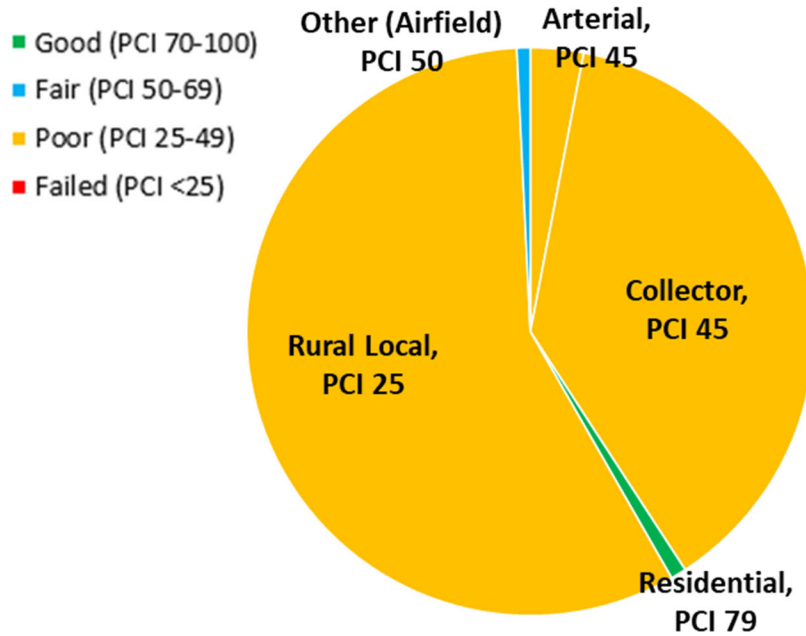 Good (PCI 70-100)
Fair (PCI 50-69)
Poor (PCI 25-49)
Failed (PCI <25)
Other (Airfield)
PCI 50
Arterial,
PCI 45
Collector,
PCI 45
Rural Local,
PCI 25
Residential,
PCI 79